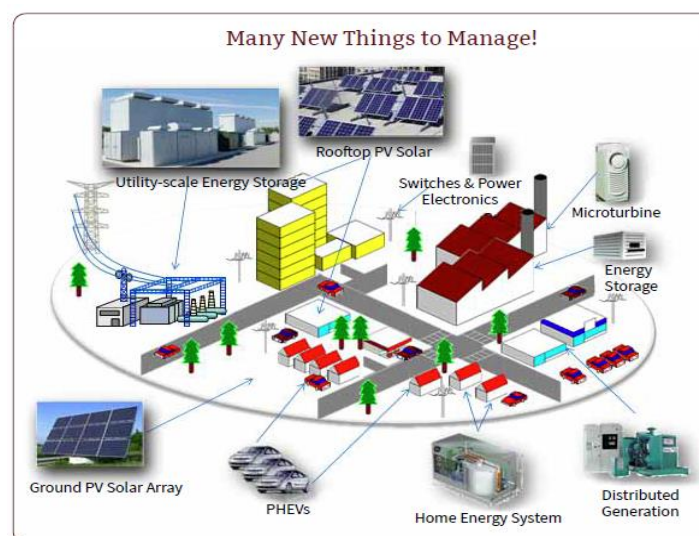 Many New Things to Manage!
Rooftop PV Solar
Utility-scale Energy Storage
Switches & Power
Electronics
Microturbine
Energy
Storage
Ground PV Solar Array
PHEVs
Home Energy System
Distributed
Generation